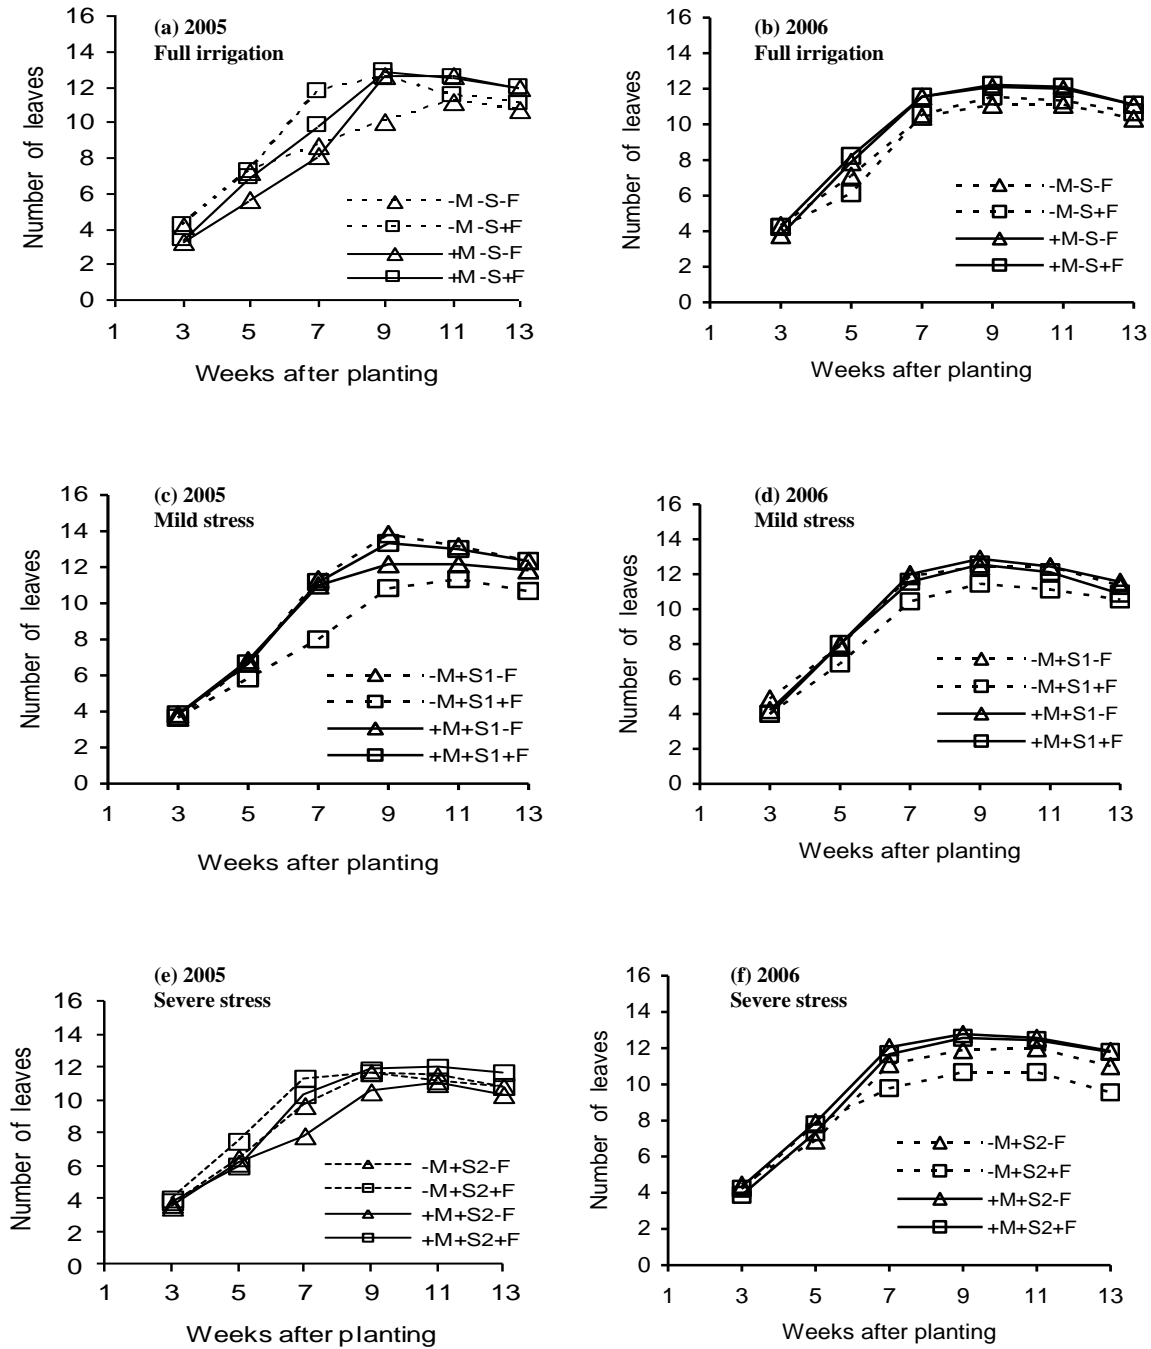 (a) 2005
Full irrigation
Number of leaves
16
14
12
10
8
6
4
2
0
1 3 5 7 9 11 13
Weeks after planting
-M -S-F
-M -S+F
+M -S-F
+M -S+F
(b) 2006
Full irrigation
Number of leaves
16
14
12
10
8
6
4
2
0
1 3 5 7 9 11 13
Weeks after planting
-M-S-F
-M-S+F
+M-S-F
+M-S+F
(c) 2005
Mild stress
Number of leaves
16
14
12
10
8
6
4
2
0
1 3 5 7 9 11 13
Weeks after planting
-M+S1-F
-M+S1+F
+M+S1-F
+M+S1+F
(d) 2006
Mild stress
Number of leaves
16
14
12
10
8
6
4
2
0
1 3 5 7 9 11 13
Weeks after planting
-M+S1-F
-M+S1+F
+M+S1-F
+M+S1+F
(e) 2005
Severe stress
Number of leaves
16
14
12
10
8
6
4
2
0
1 3 5 7 9 11 13
Weeks after planting
-M+S2-F
-M+S2+F
+M+S2-F
+M+S2+F
(f) 2006
Severe stress
Number of leaves
16
14
12
10
8
6
4
2
0
1 3 5 7 9 11 13
Weeks after planting
-M+S2-F
-M+S2+F
+M+S2-F
+M+S2+F